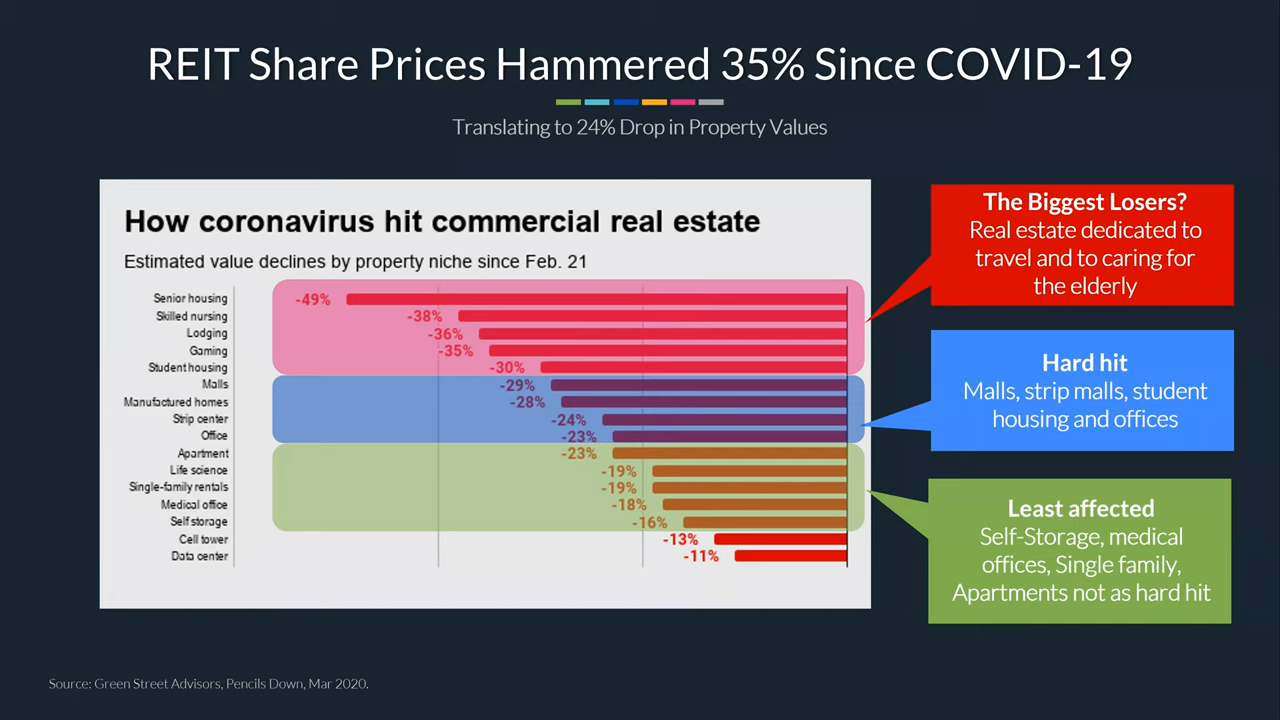 REIT Share Prices Hammered 35% Since COVID-19
Translating to 24% Drop in Property Values
How coronavirus hit commercial real estate
Estimated value declines by property niche since Feb. 21
Senior housing -49%
Skilled nursing -38%
Lodging -36%
Gaming -35%
Student housing -30%
Malls -29%
Manufactured homes -28%
Strip center -24%
Office -23%
Apartment -23%
Life science -19%
Single-family rentals -19%
Medical office -18%
Self storage -16%
Cell tower -13%
Data center -11%
The Biggest Losers?
Real estate dedicated to
travel and to caring for
the elderly
Hard hit
Malls, strip malls, student
housing and offices
Least affected
Self-Storage, medical
offices, Single family,
Apartments not as hard hit
Source: Green Street Advisors, Pencils Down, Mar 2020.